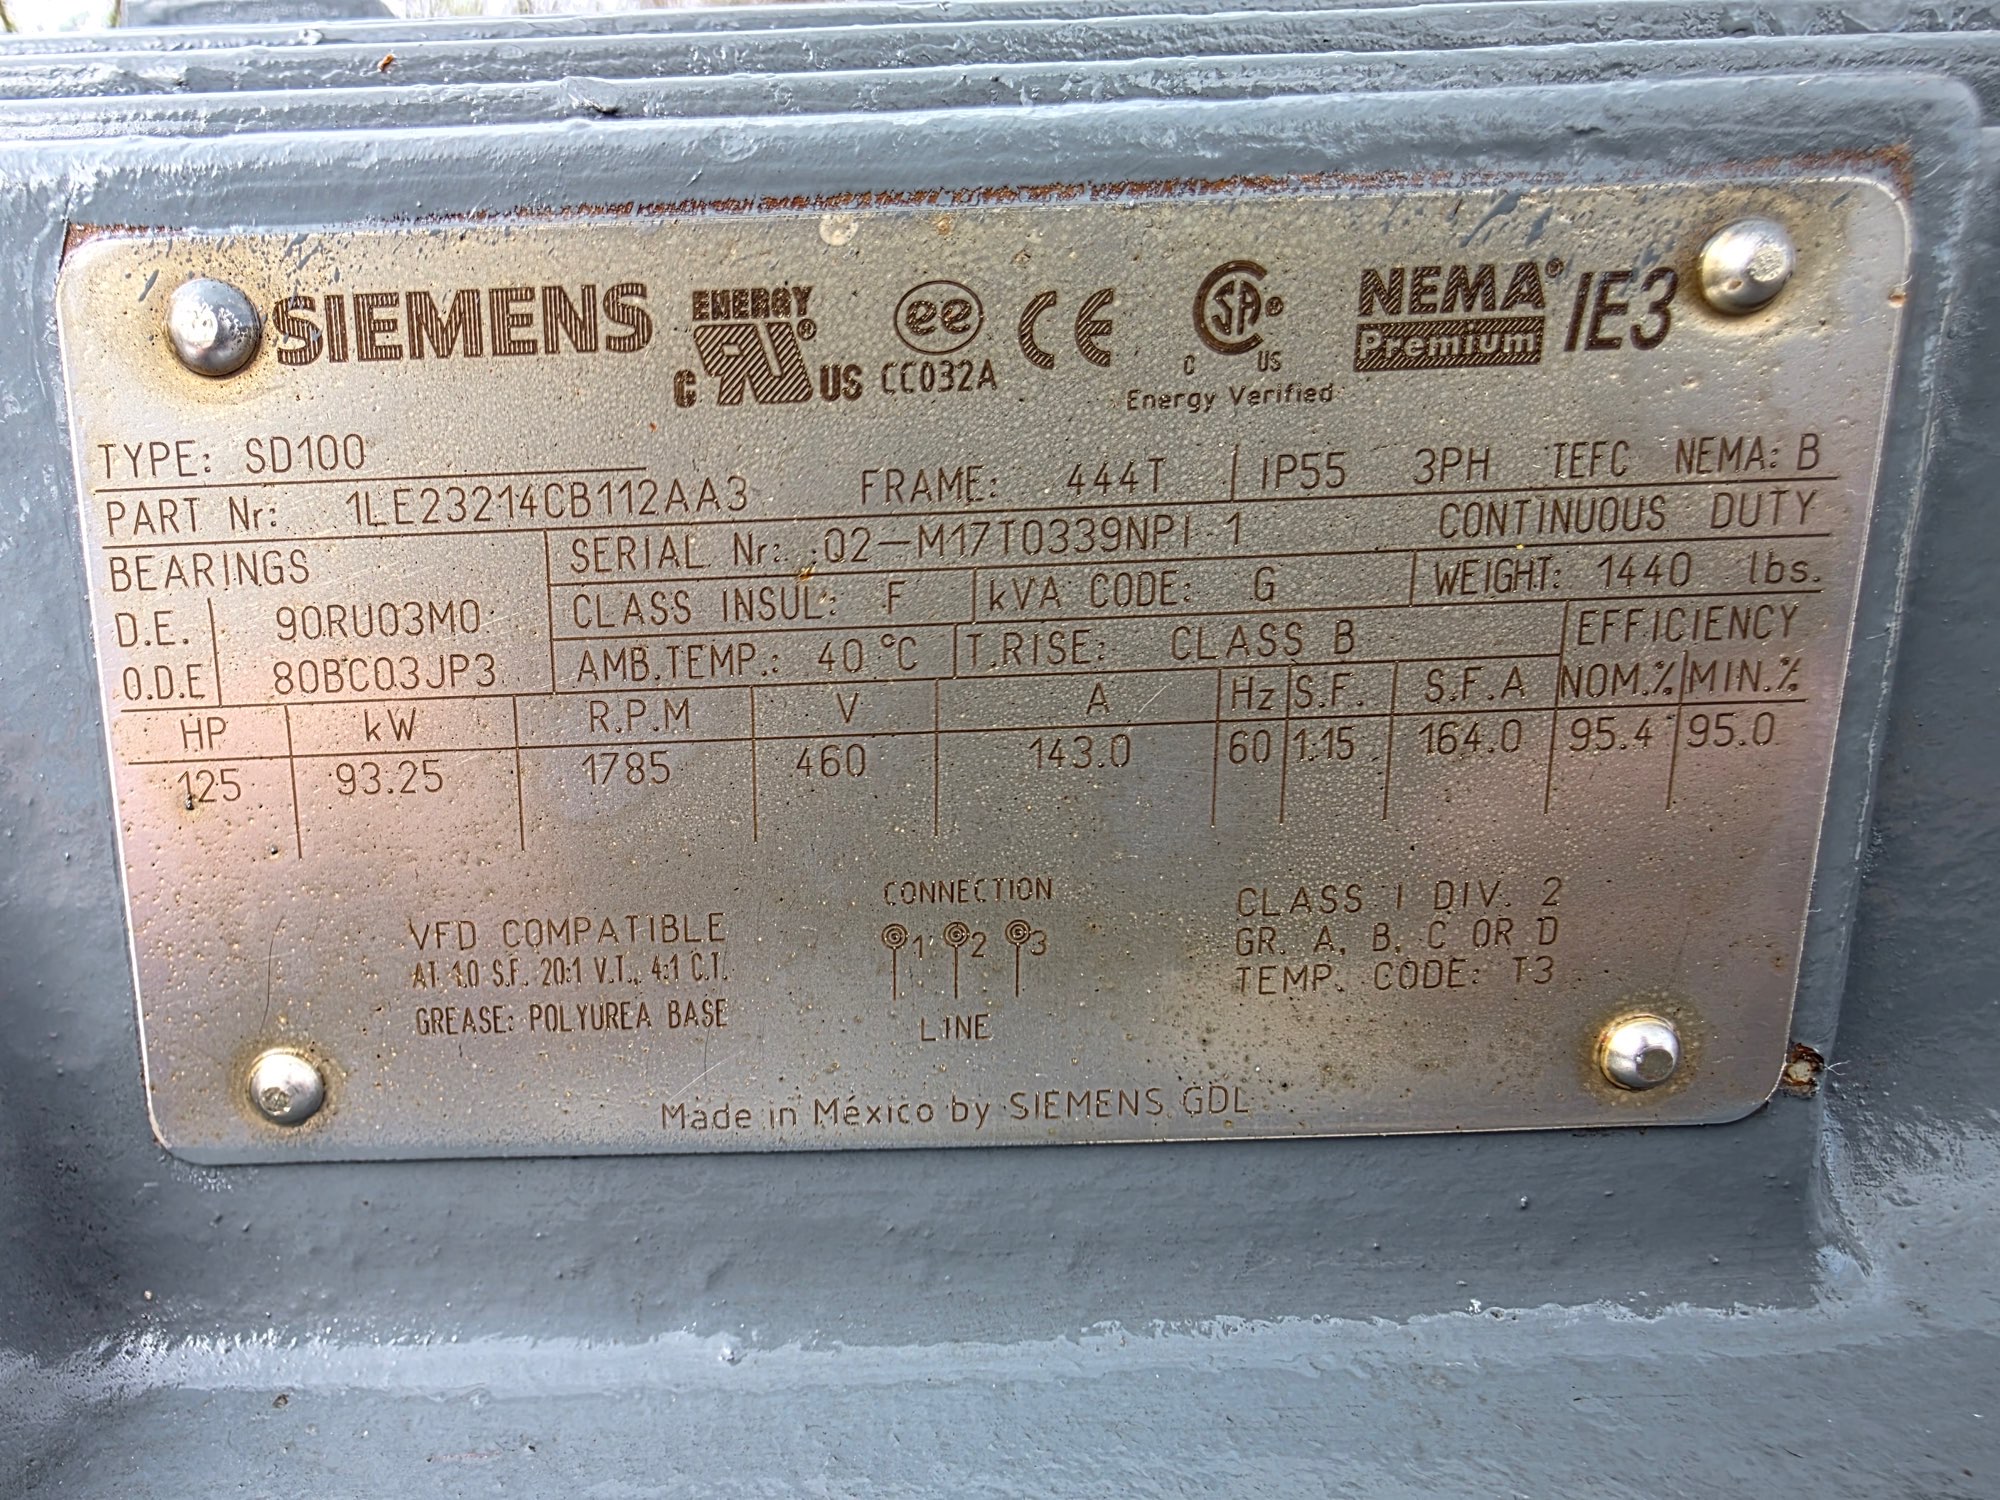 SIEMENS ENERGY c RU® US ee CC032A CE CSA® C US Energy Verified NEMA® Premium IE3
TYPE: SD100
PART Nr: 1LE23214CB112AA3 FRAME: 444T IP55 3PH TEFC NEMA: B
BEARINGS SERIAL Nr: Q2-M17T0339NPI-1 CONTINUOUS DUTY
D.E. 90RU03M0 CLASS INSUL: F kVA CODE: G WEIGHT: 1440 lbs.
O.D.E 80BC03JP3 AMB.TEMP.: 40 °C T.RISE: CLASS B EFFICIENCY
HP kW R.P.M V A Hz S.F. S.F.A NOM.% MIN.%
125 93.25 1785 460 143.0 60 1.15 164.0 95.4 95.0
VFD COMPATIBLE
AT 1.0 S.F. 20:1 V.T., 4:1 C.T.
GREASE: POLYUREA BASE
CONNECTION
1 2 3
LINE
CLASS I DIV. 2
GR. A, B, C OR D
TEMP. CODE: T3
Made in México by SIEMENS GDL